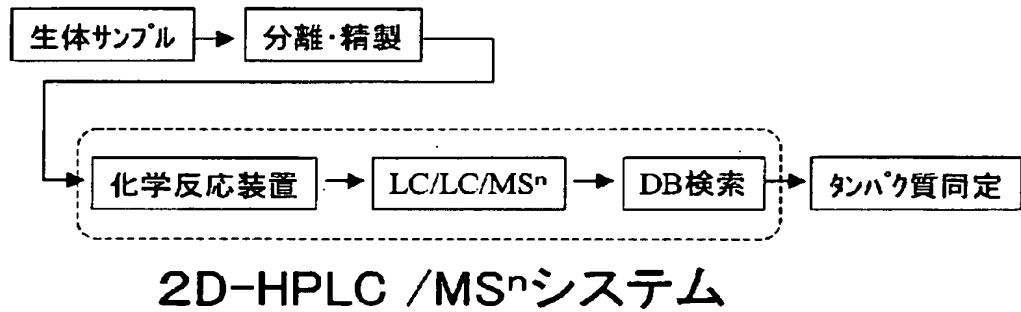 生体サンプル
分離・精製
化学反応装置
LC/LC/MSⁿ
DB検索
タンパク質同定
2D-HPLC /MSⁿシステム